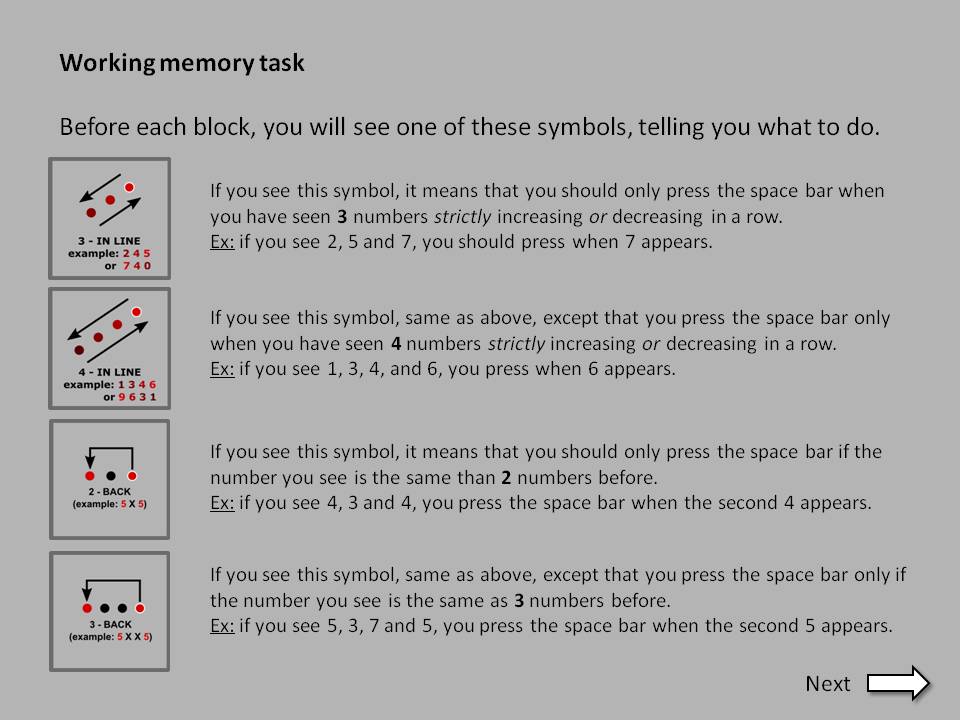 Working memory task
Before each block, you will see one of these symbols, telling you what to do.
3 - IN LINE
example: 2 4 5
or 7 4 0
If you see this symbol, it means that you should only press the space bar when
you have seen 3 numbers strictly increasing or decreasing in a row.
Ex: if you see 2, 5 and 7, you should press when 7 appears.
4 - IN LINE
example: 1 3 4 6
or 9 6 3 1
If you see this symbol, same as above, except that you press the space bar only
when you have seen 4 numbers strictly increasing or decreasing in a row.
Ex: if you see 1, 3, 4, and 6, you press when 6 appears.
2 - BACK
(example: 5 X 5)
If you see this symbol, it means that you should only press the space bar if the
number you see is the same than 2 numbers before.
Ex: if you see 4, 3 and 4, you press the space bar when the second 4 appears.
3 - BACK
(example: 5 X X 5)
If you see this symbol, same as above, except that you press the space bar only if
the number you see is the same as 3 numbers before.
Ex: if you see 5, 3, 7 and 5, you press the space bar when the second 5 appears.
Next